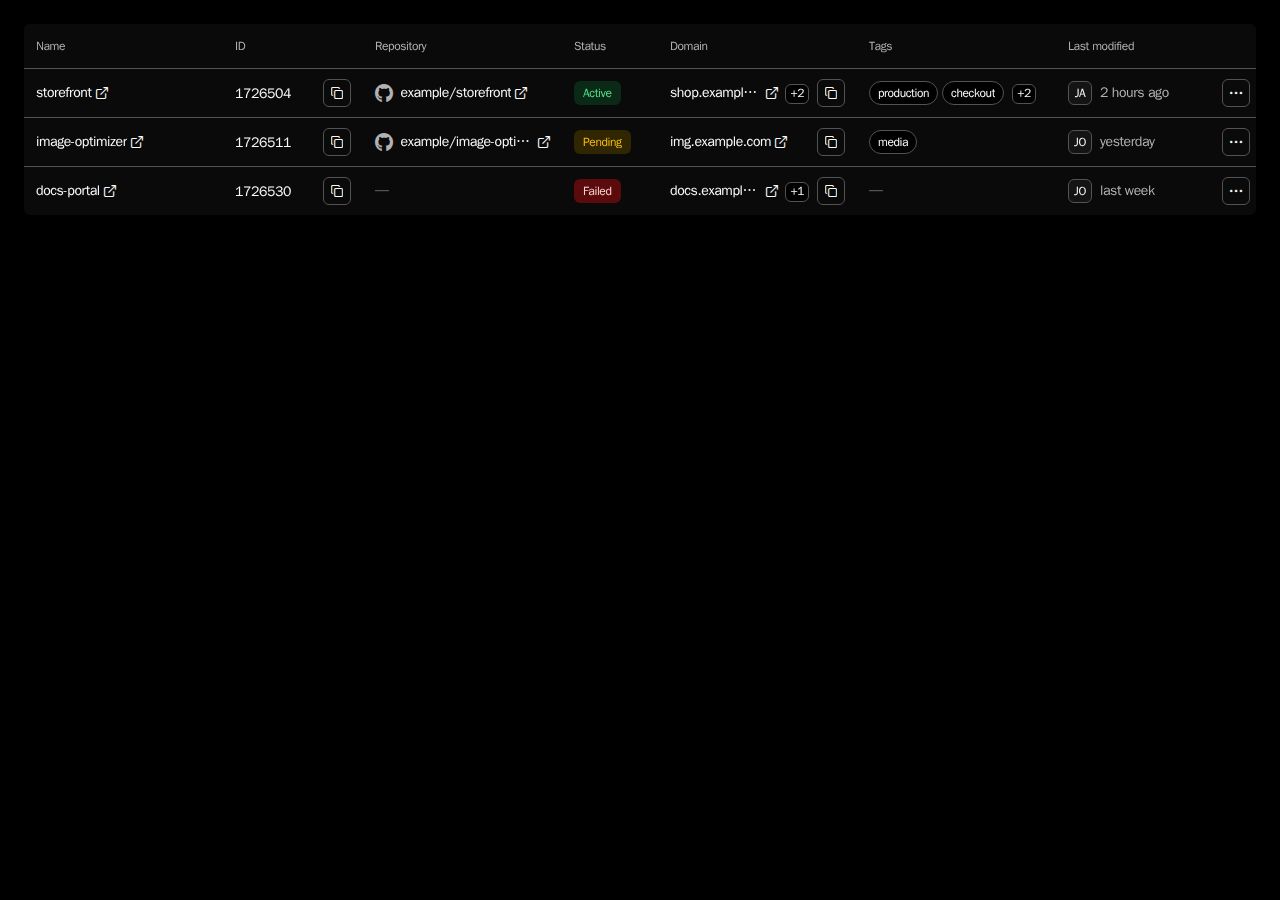 Name ID Repository Status Domain Tags Last modified
storefront 1726504 example/storefront Active shop.exampl··· +2 production checkout +2 JA 2 hours ago
image-optimizer 1726511 example/image-opti··· Pending img.example.com media JO yesterday
docs-portal 1726530 — Failed docs.exampl··· +1 — JO last week